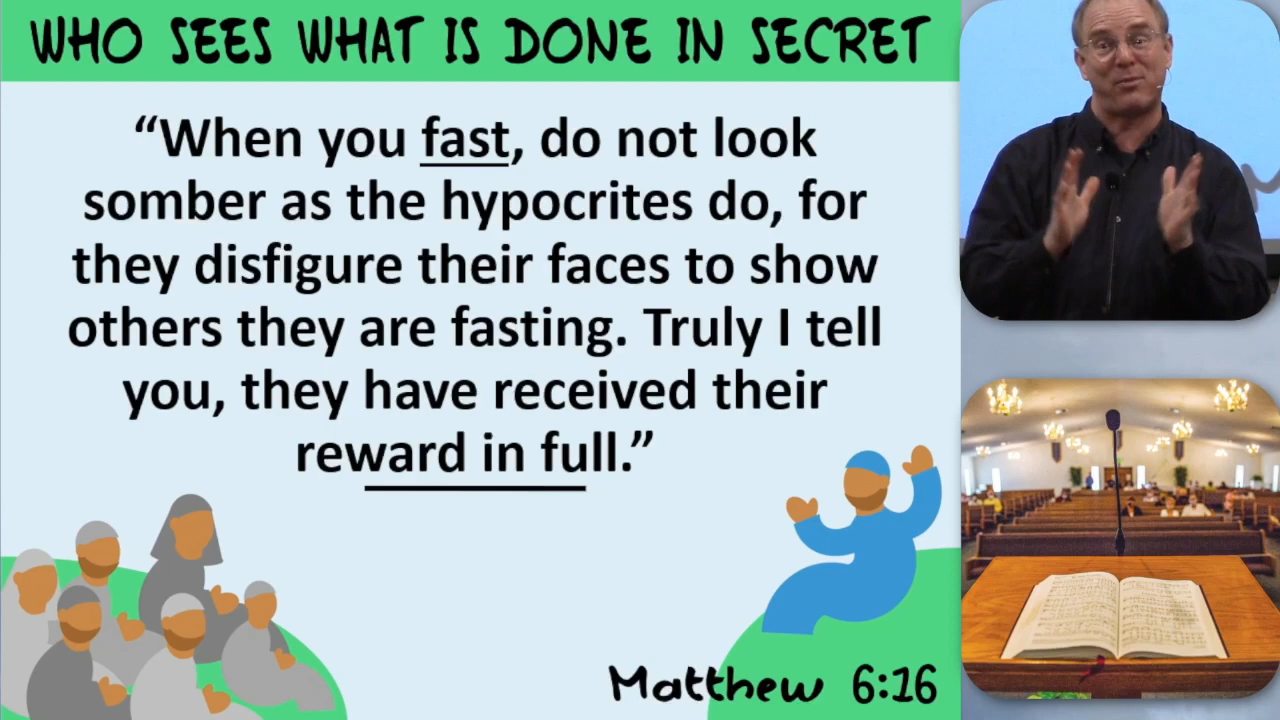 WHO SEES WHAT IS DONE IN SECRET
“When you fast, do not look
somber as the hypocrites do, for
they disfigure their faces to show
others they are fasting. Truly I tell
you, they have received their
reward in full.”
Matthew 6:16